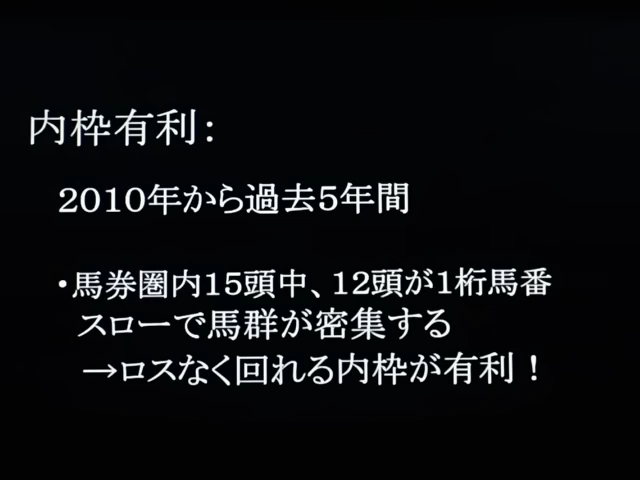 内枠有利：
2010年から過去5年間
・馬券圏内15頭中、12頭が1桁馬番
スローで馬群が密集する
→ロスなく回れる内枠が有利！